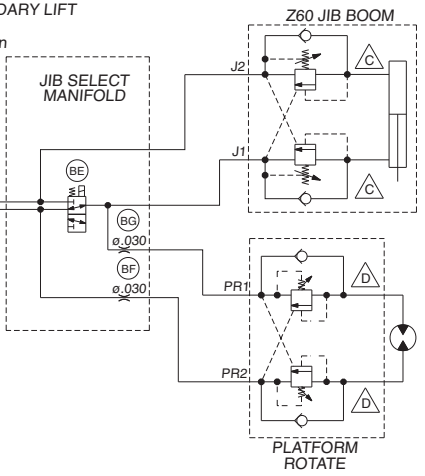 DARY LIFT
n
Z60 JIB BOOM
JIB SELECT
MANIFOLD
J2
C
BE
J1
C
BG
ø.030
BF
ø.030
PR1
D
PR2
D
PLATFORM
ROTATE